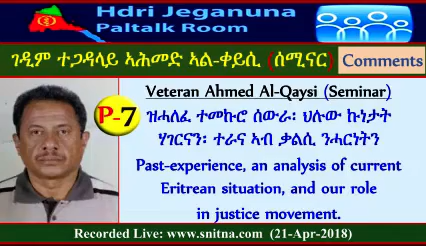 Hdri Jeganuna
Paltalk Room
ገዲም ተጋዳላይ ኣሕመድ ኣል-ቀይሲ (ሰሚናር) Comments
Veteran Ahmed Al-Qaysi (Seminar)
P-7
ዝሓለፈ ተመኩሮ ሰውራ፡ ህሉው ኩነታት
ሃገርናን፡ ተራና ኣብ ቃልሲ ንሓርነትን
Past-experience, an analysis of current
Eritrean situation, and our role
in justice movement.
Recorded Live: www.snitna.com (21-Apr-2018)